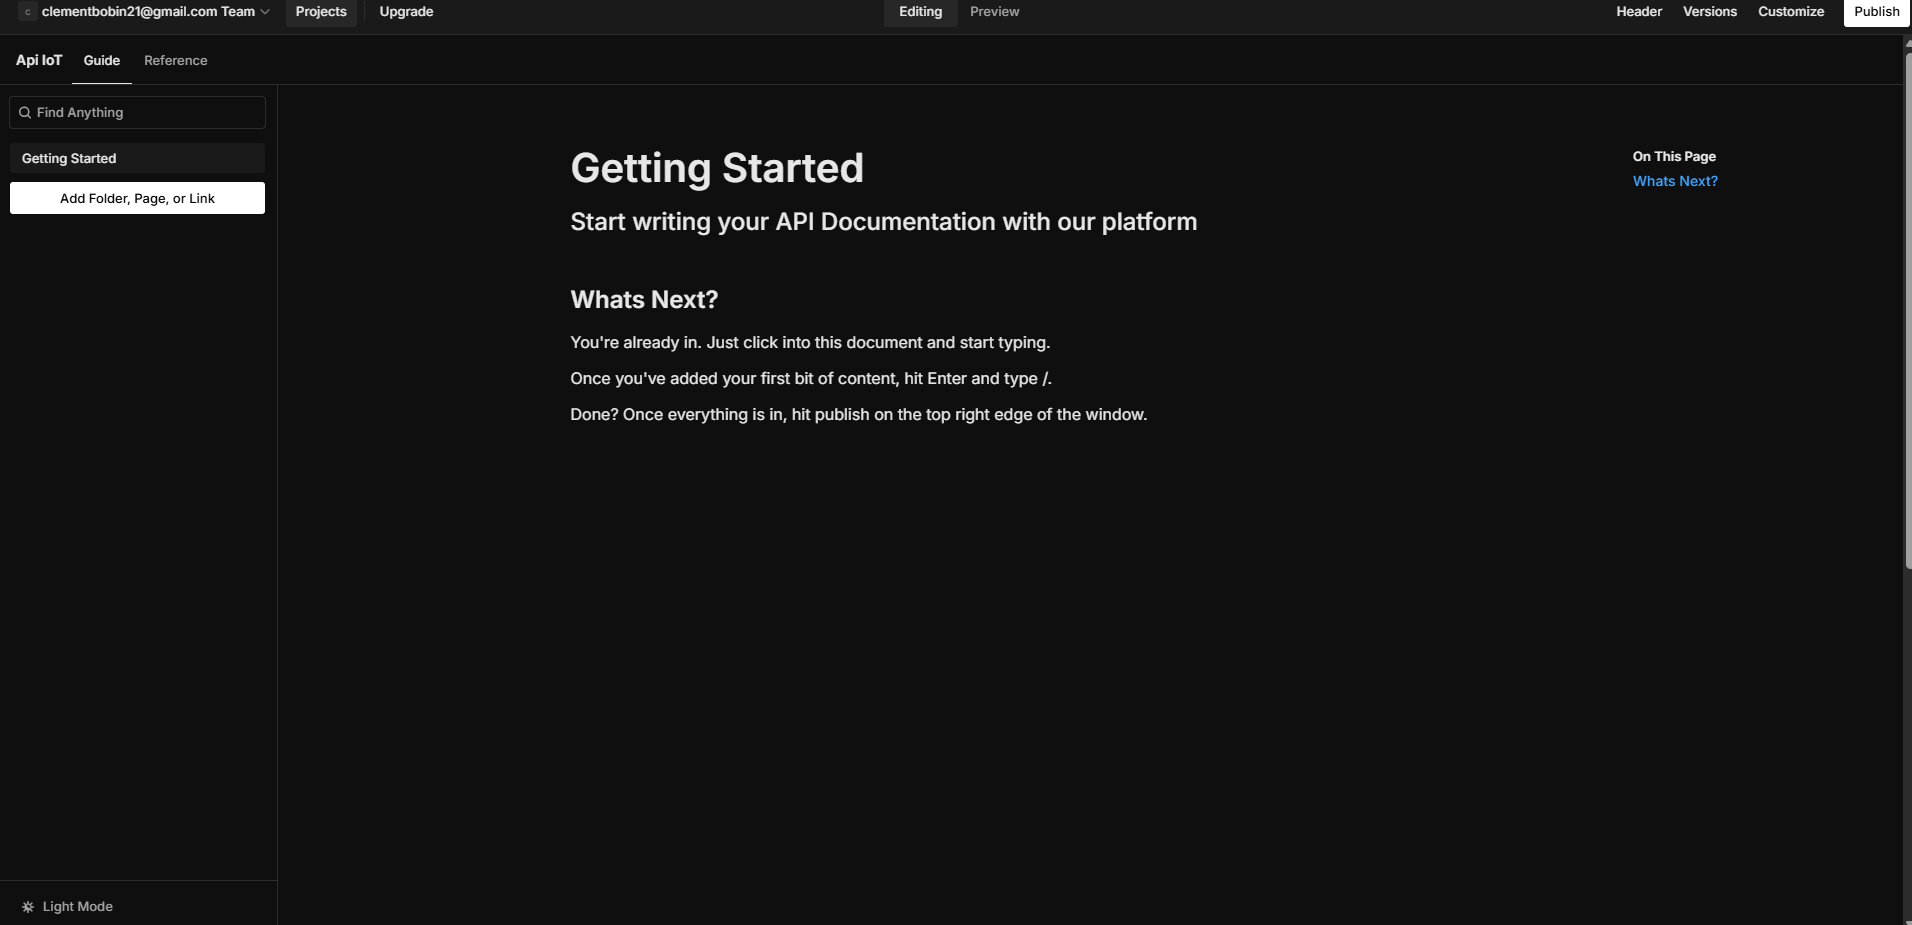 c clementbobin21@gmail.com Team Projects Upgrade Editing Preview Header Versions Customize Publish
Api IoT Guide Reference
Find Anything
Getting Started
Add Folder, Page, or Link
Getting Started
Start writing your API Documentation with our platform
Whats Next?
You're already in. Just click into this document and start typing.
Once you've added your first bit of content, hit Enter and type /.
Done? Once everything is in, hit publish on the top right edge of the window.
On This Page
Whats Next?
Light Mode